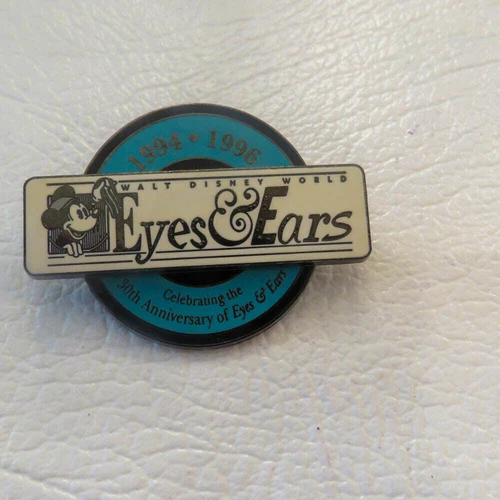 1994 • 1996
WALT DISNEY WORLD
Eyes & Ears
Celebrating the
30th Anniversary of Eyes & Ears